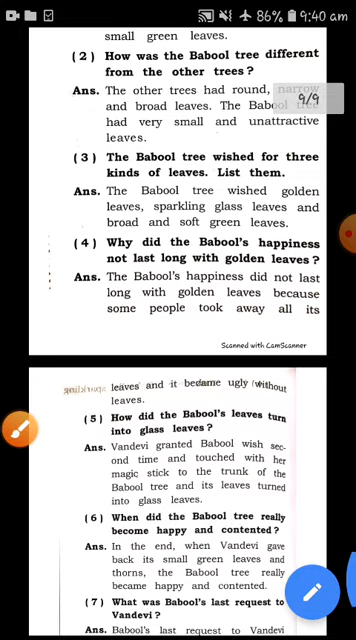 86% 9:40 am
small green leaves.
(2) How was the Babool tree different
from the other trees?
Ans. The other trees had round, narrow
9/9
and broad leaves. The Babool tree
had very small and unattractive
leaves.
(3) The Babool tree wished for three
kinds of leaves. List them.
Ans. The Babool tree wished golden
leaves, sparkling glass leaves and
broad and soft green leaves.
(4) Why did the Babool's happiness
not last long with golden leaves?
Ans. The Babool's happiness did not last
long with golden leaves because
some people took away all its
Scanned with CamScanner
leaves and it became ugly without
leaves.
(5) How did the Babool's leaves turn
into glass leaves?
Ans. Vandevi granted Babool wish sec-
ond time and touched with her
magic stick to the trunk of the
Babool tree and its leaves turned
into glass leaves.
(6) When did the Babool tree really
become happy and contented?
Ans. In the end, when Vandevi gave
back its small green leaves and
thorns, the Babool tree really
became happy and contented.
(7) What was Babool's last request to
Vandevi?
Ans. Babool's last request to Vandevi